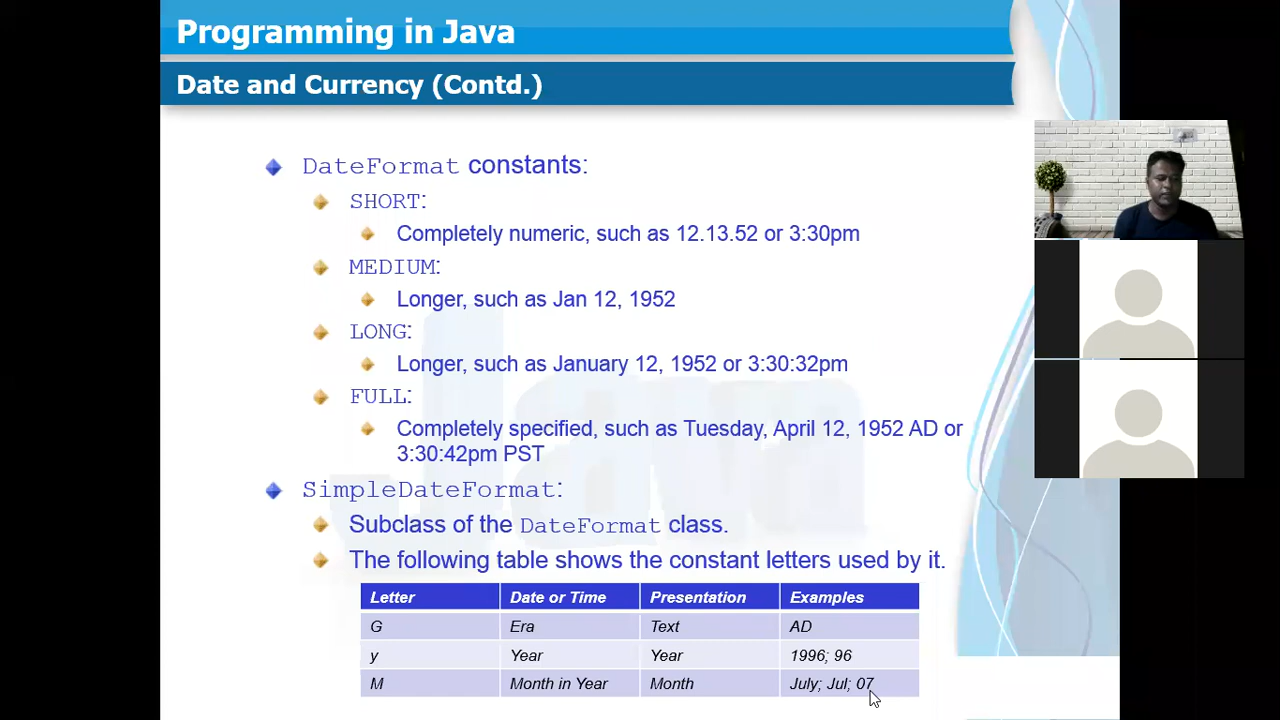 Programming in Java
Date and Currency (Contd.)
DateFormat constants:
SHORT:
Completely numeric, such as 12.13.52 or 3:30pm
MEDIUM:
Longer, such as Jan 12, 1952
LONG:
Longer, such as January 12, 1952 or 3:30:32pm
FULL:
Completely specified, such as Tuesday, April 12, 1952 AD or
3:30:42pm PST
SimpleDateFormat:
Subclass of the DateFormat class.
The following table shows the constant letters used by it.
Letter Date or Time Presentation Examples
G Era Text AD
y Year Year 1996; 96
M Month in Year Month July; Jul; 07
Java